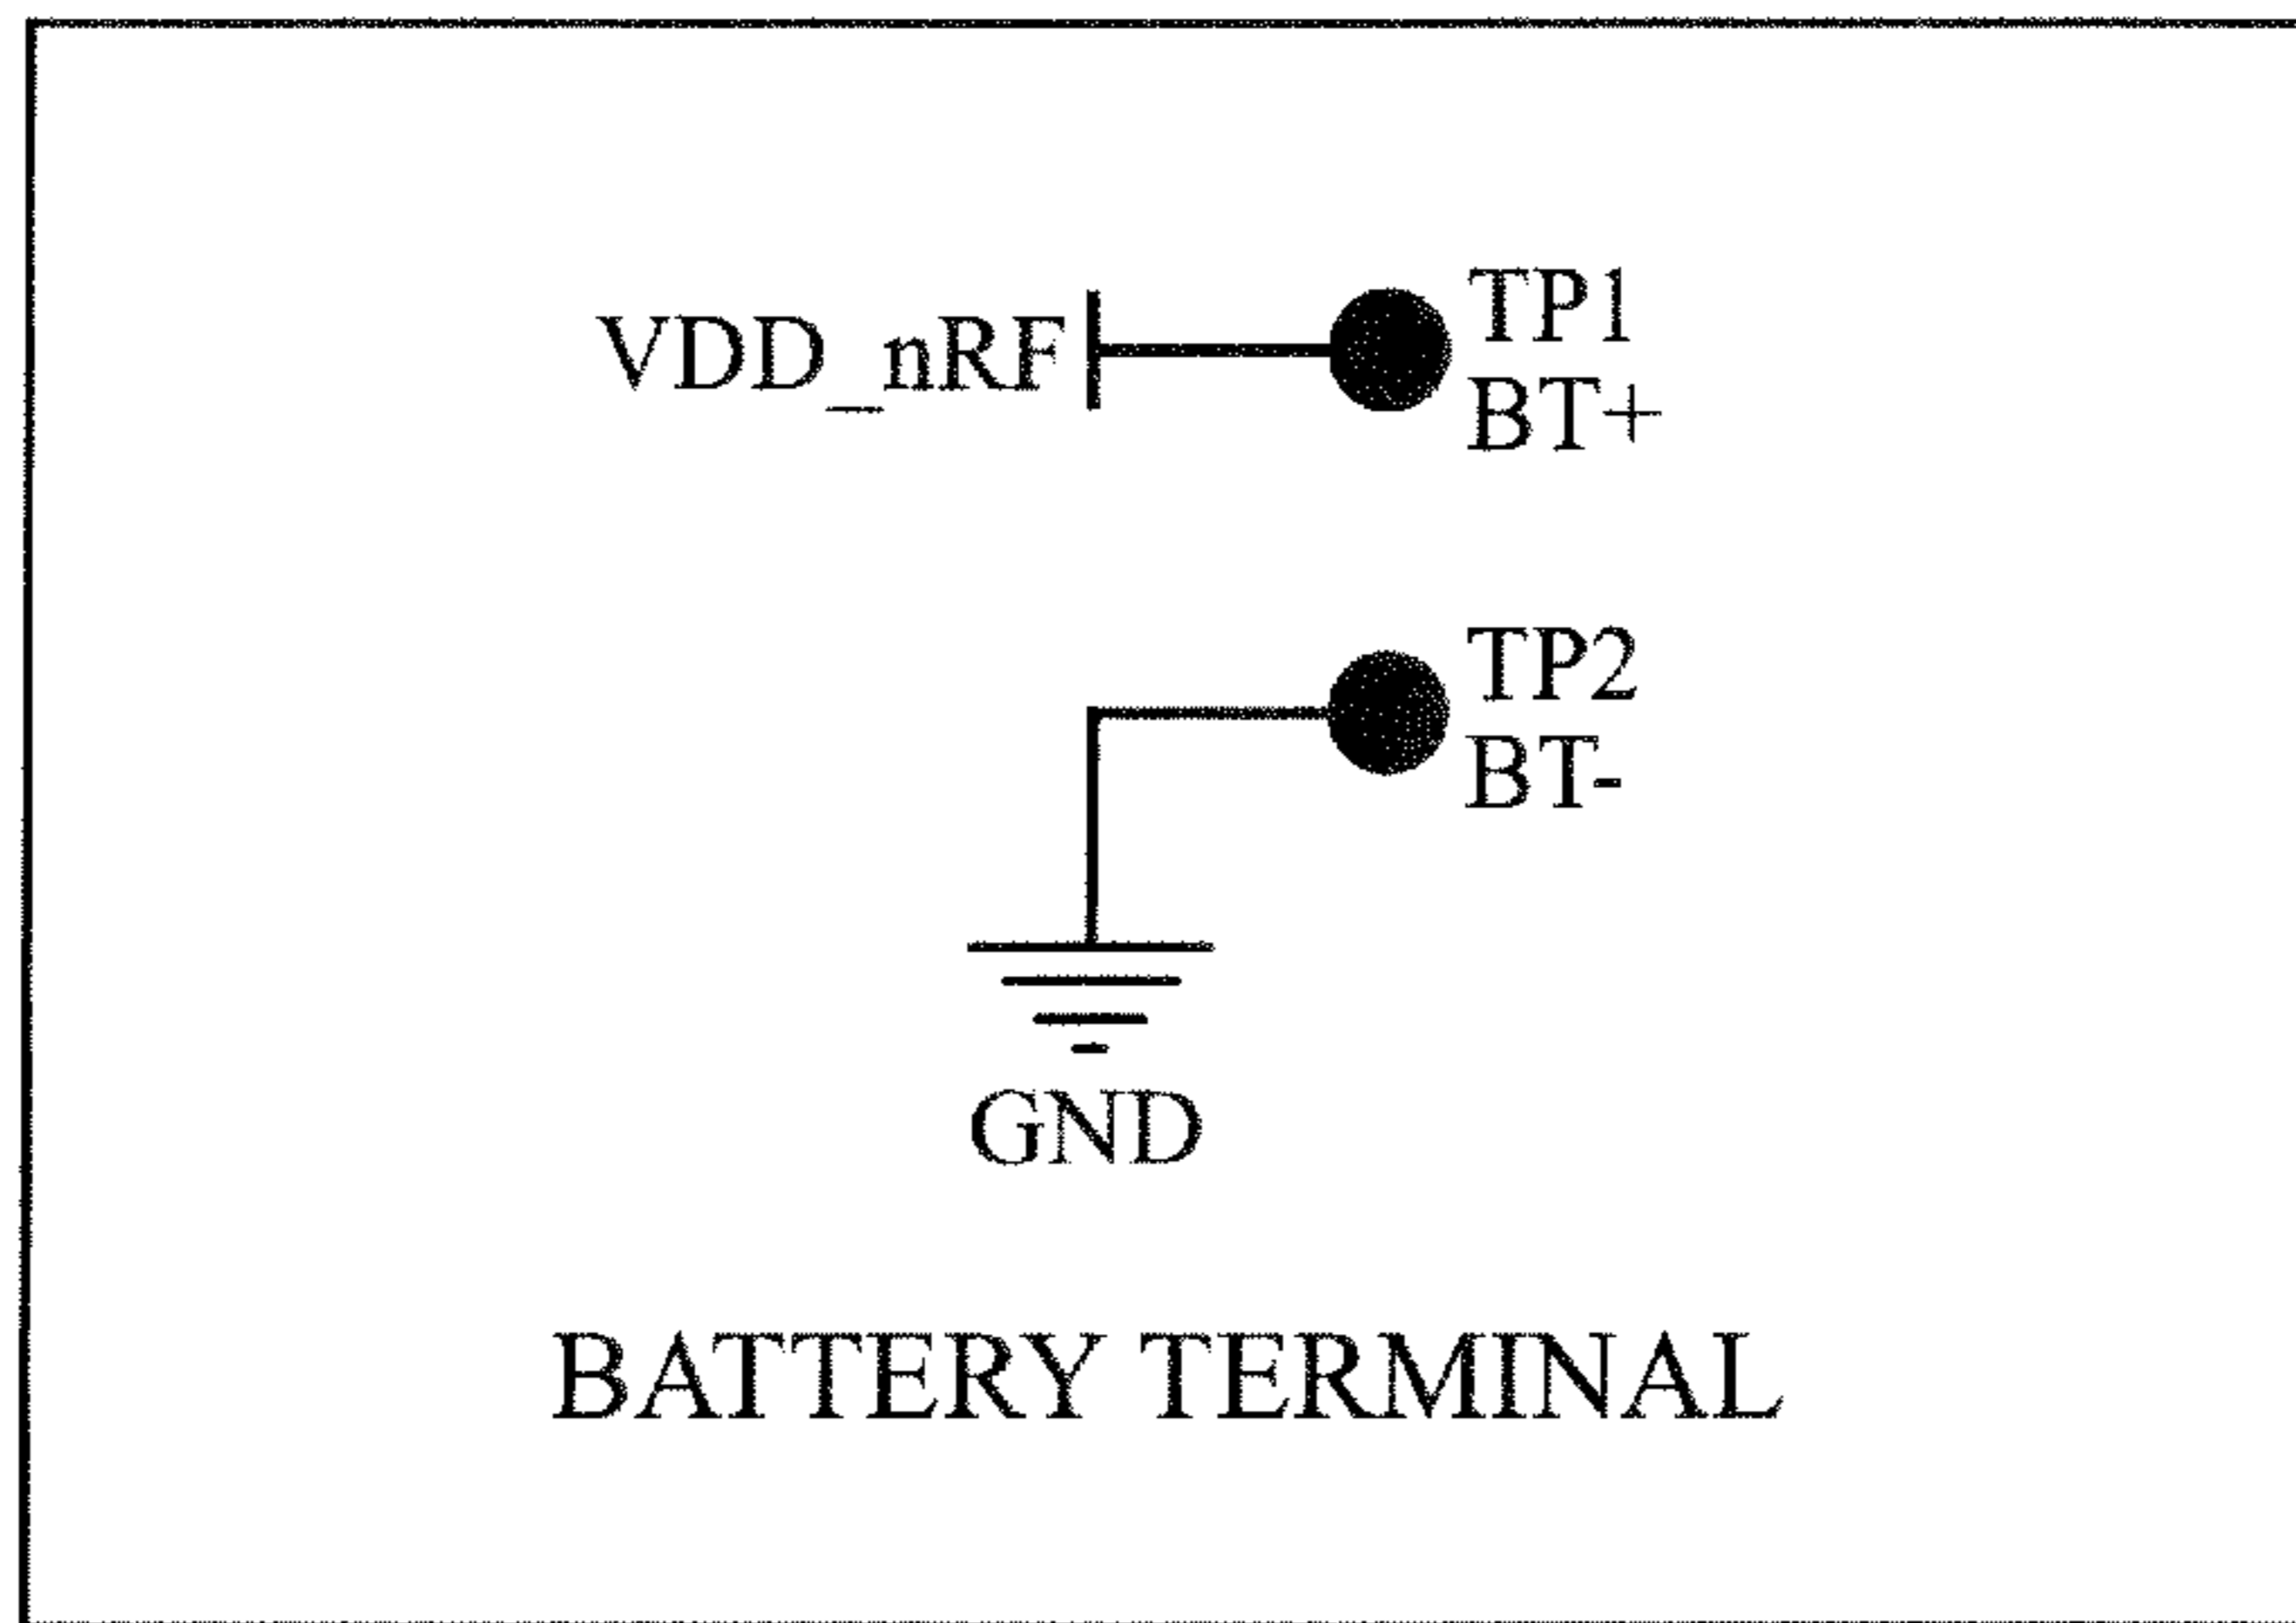 TP1
VDD_nRF
BT+
TP2
BT-
GND
BATTERY TERMINAL